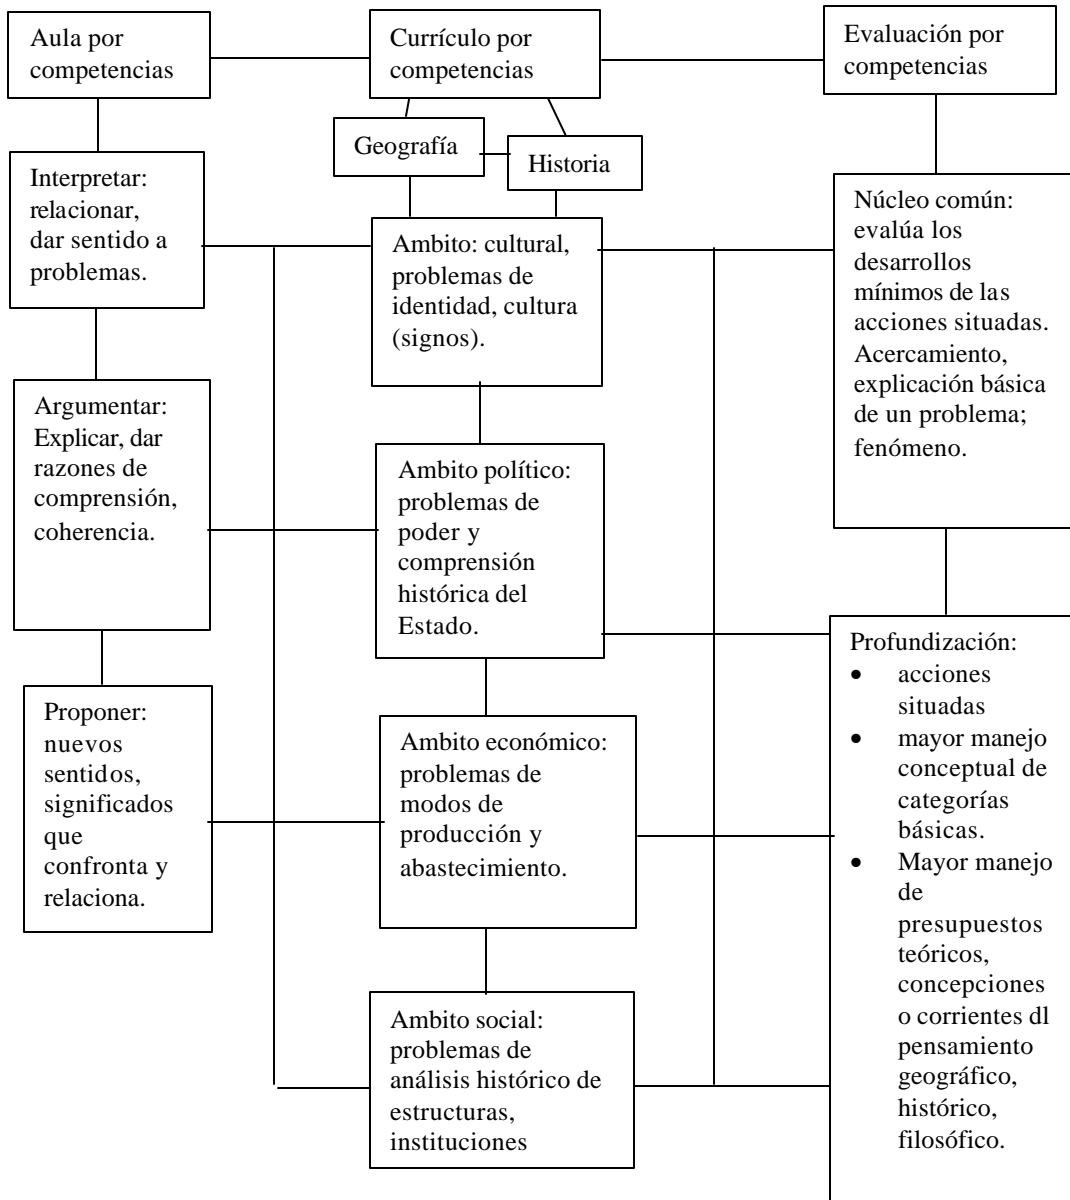 Aula por
competencias
Currículo por
competencias
Evaluación por
competencias
Geografía
Historia
Interpretar:
relacionar,
dar sentido a
problemas.
Ambito: cultural,
problemas de
identidad, cultura
(signos).
Núcleo común:
evalúa los
desarrollos
mínimos de las
acciones situadas.
Acercamiento,
explicación básica
de un problema;
fenómeno.
Argumentar:
Explicar, dar
razones de
comprensión,
coherencia.
Ambito político:
problemas de
poder y
comprensión
histórica del
Estado.
Proponer:
nuevos
sentidos,
significados
que
confronta y
relaciona.
Ambito económico:
problemas de
modos de
producción y
abastecimiento.
Profundización:
• acciones
situadas
• mayor manejo
conceptual de
categorías
básicas.
• Mayor manejo
de
presupuestos
teóricos,
concepciones
o corrientes dl
pensamiento
geográfico,
histórico,
filosófico.
Ambito social:
problemas de
análisis histórico de
estructuras,
instituciones